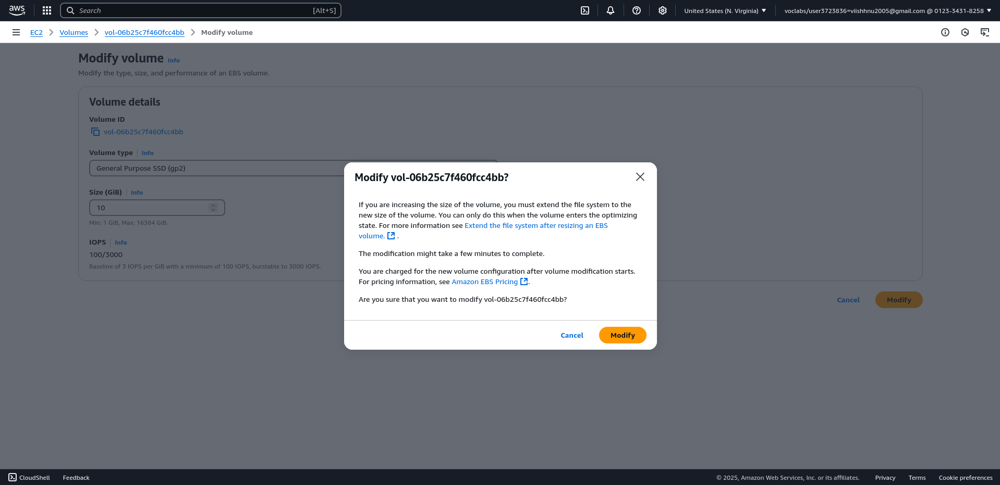 aws Search [Alt+S] United States (N. Virginia) voclabs/user3723836=viishhnu2005@gmail.com @ 0123-3431-8258
EC2 Volumes vol-06b25c7f460fcc4bb Modify volume
Modify volume Info
Modify the type, size, and performance of an EBS volume.
Volume details
Volume ID
vol-06b25c7f460fcc4bb
Volume type Info
General Purpose SSD (gp2)
Size (GiB) Info
10
Min: 1 GiB, Max: 16384 GiB.
IOPS Info
100/3000
Baseline of 3 IOPS per GiB with a minimum of 100 IOPS, burstable to 3000 IOPS.
Cancel Modify
Modify vol-06b25c7f460fcc4bb?
If you are increasing the size of the volume, you must extend the file system to the
new size of the volume. You can only do this when the volume enters the optimizing
state. For more information see Extend the file system after resizing an EBS
volume. .
The modification might take a few minutes to complete.
You are charged for the new volume configuration after volume modification starts.
For pricing information, see Amazon EBS Pricing .
Are you sure that you want to modify vol-06b25c7f460fcc4bb?
Cancel Modify
CloudShell Feedback © 2025, Amazon Web Services, Inc. or its affiliates. Privacy Terms Cookie preferences